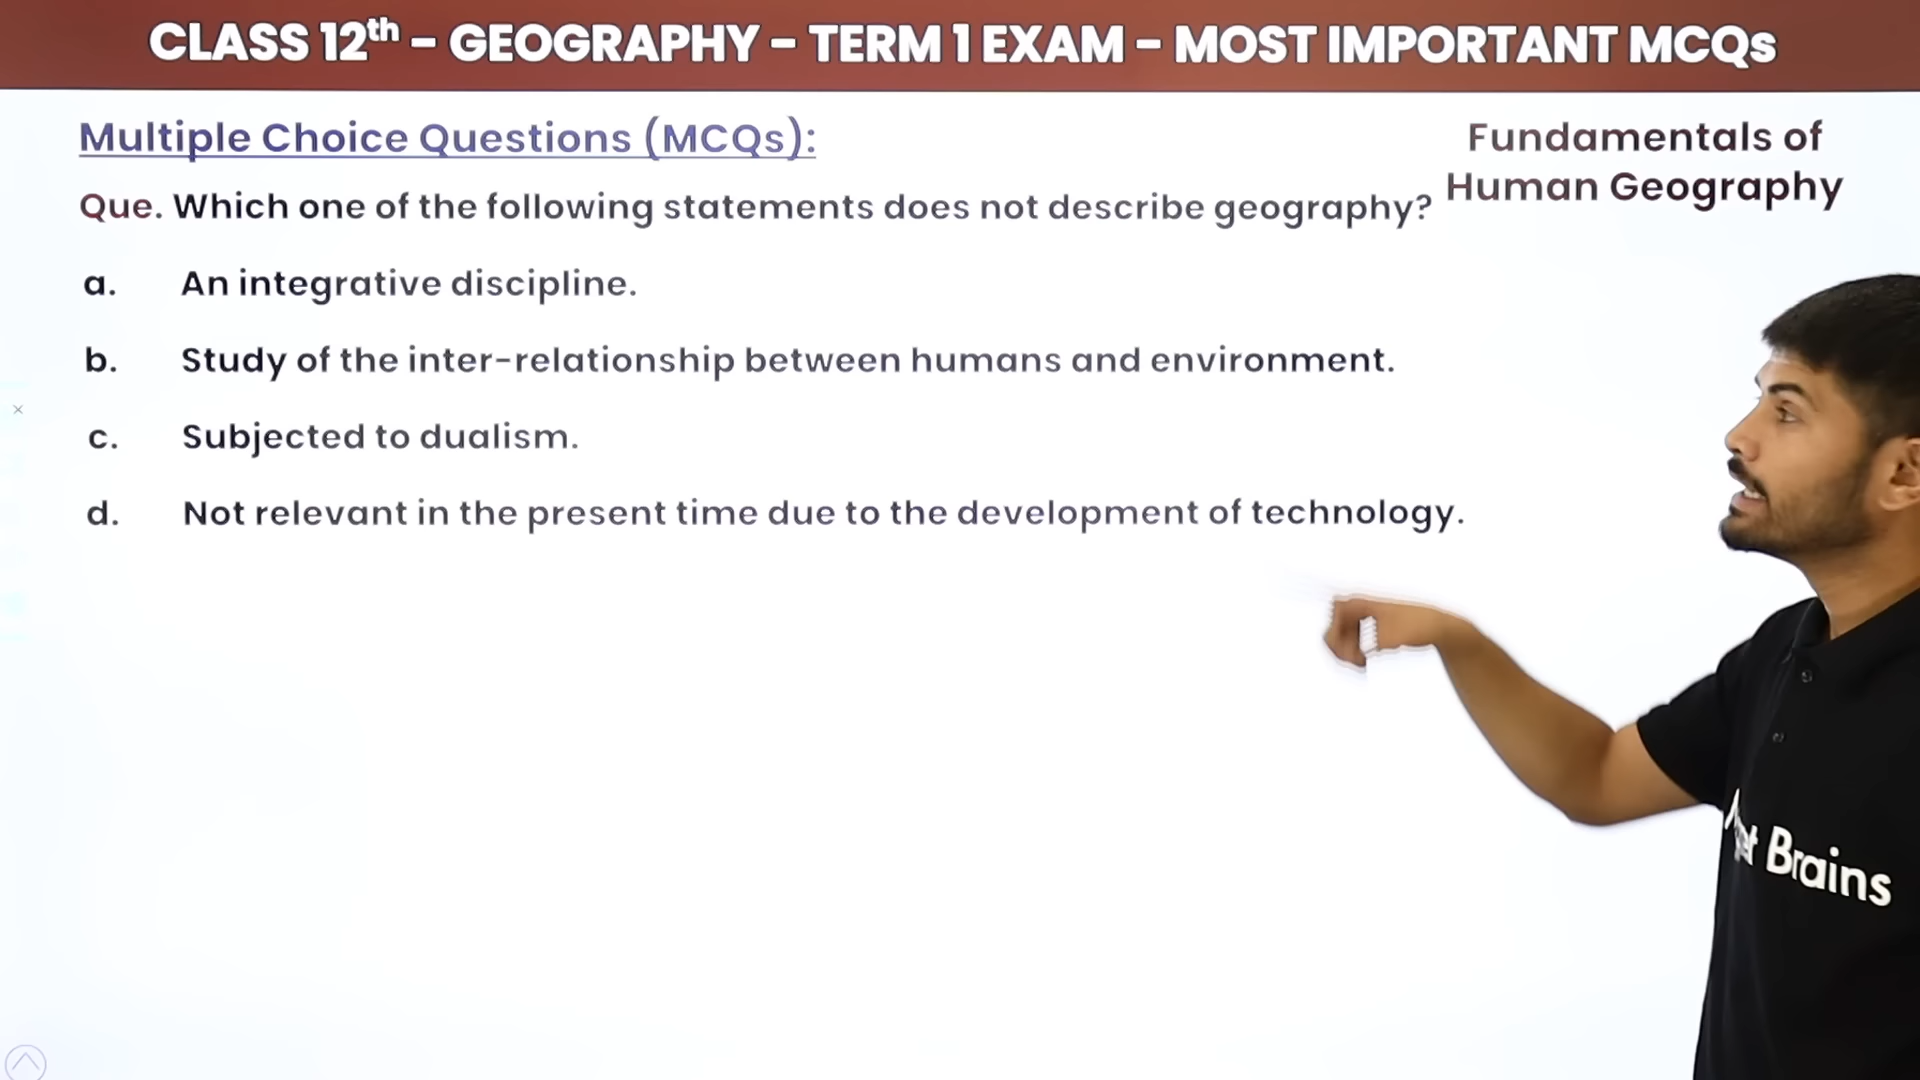 CLASS 12th - GEOGRAPHY - TERM 1 EXAM - MOST IMPORTANT MCQs
Multiple Choice Questions (MCQs):
Fundamentals of
Human Geography
Que. Which one of the following statements does not describe geography?
a. An integrative discipline.
b. Study of the inter-relationship between humans and environment.
c. Subjected to dualism.
d. Not relevant in the present time due to the development of technology.
Brains